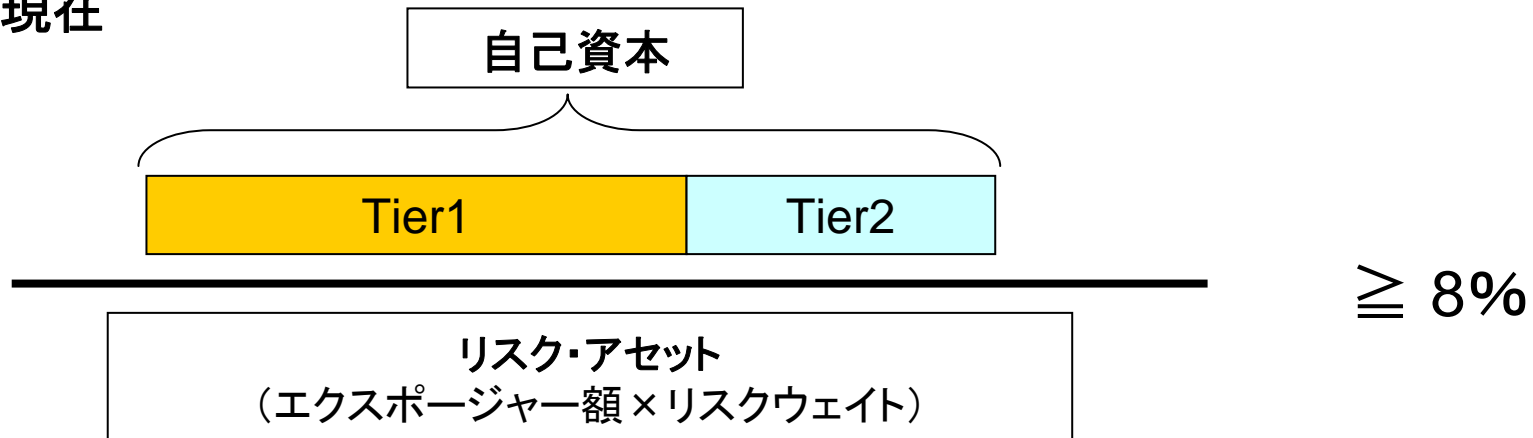 現在
自己資本
Tier1
Tier2
≧ 8%
リスク・アセット
（エクスポージャー額×リスクウェイト）